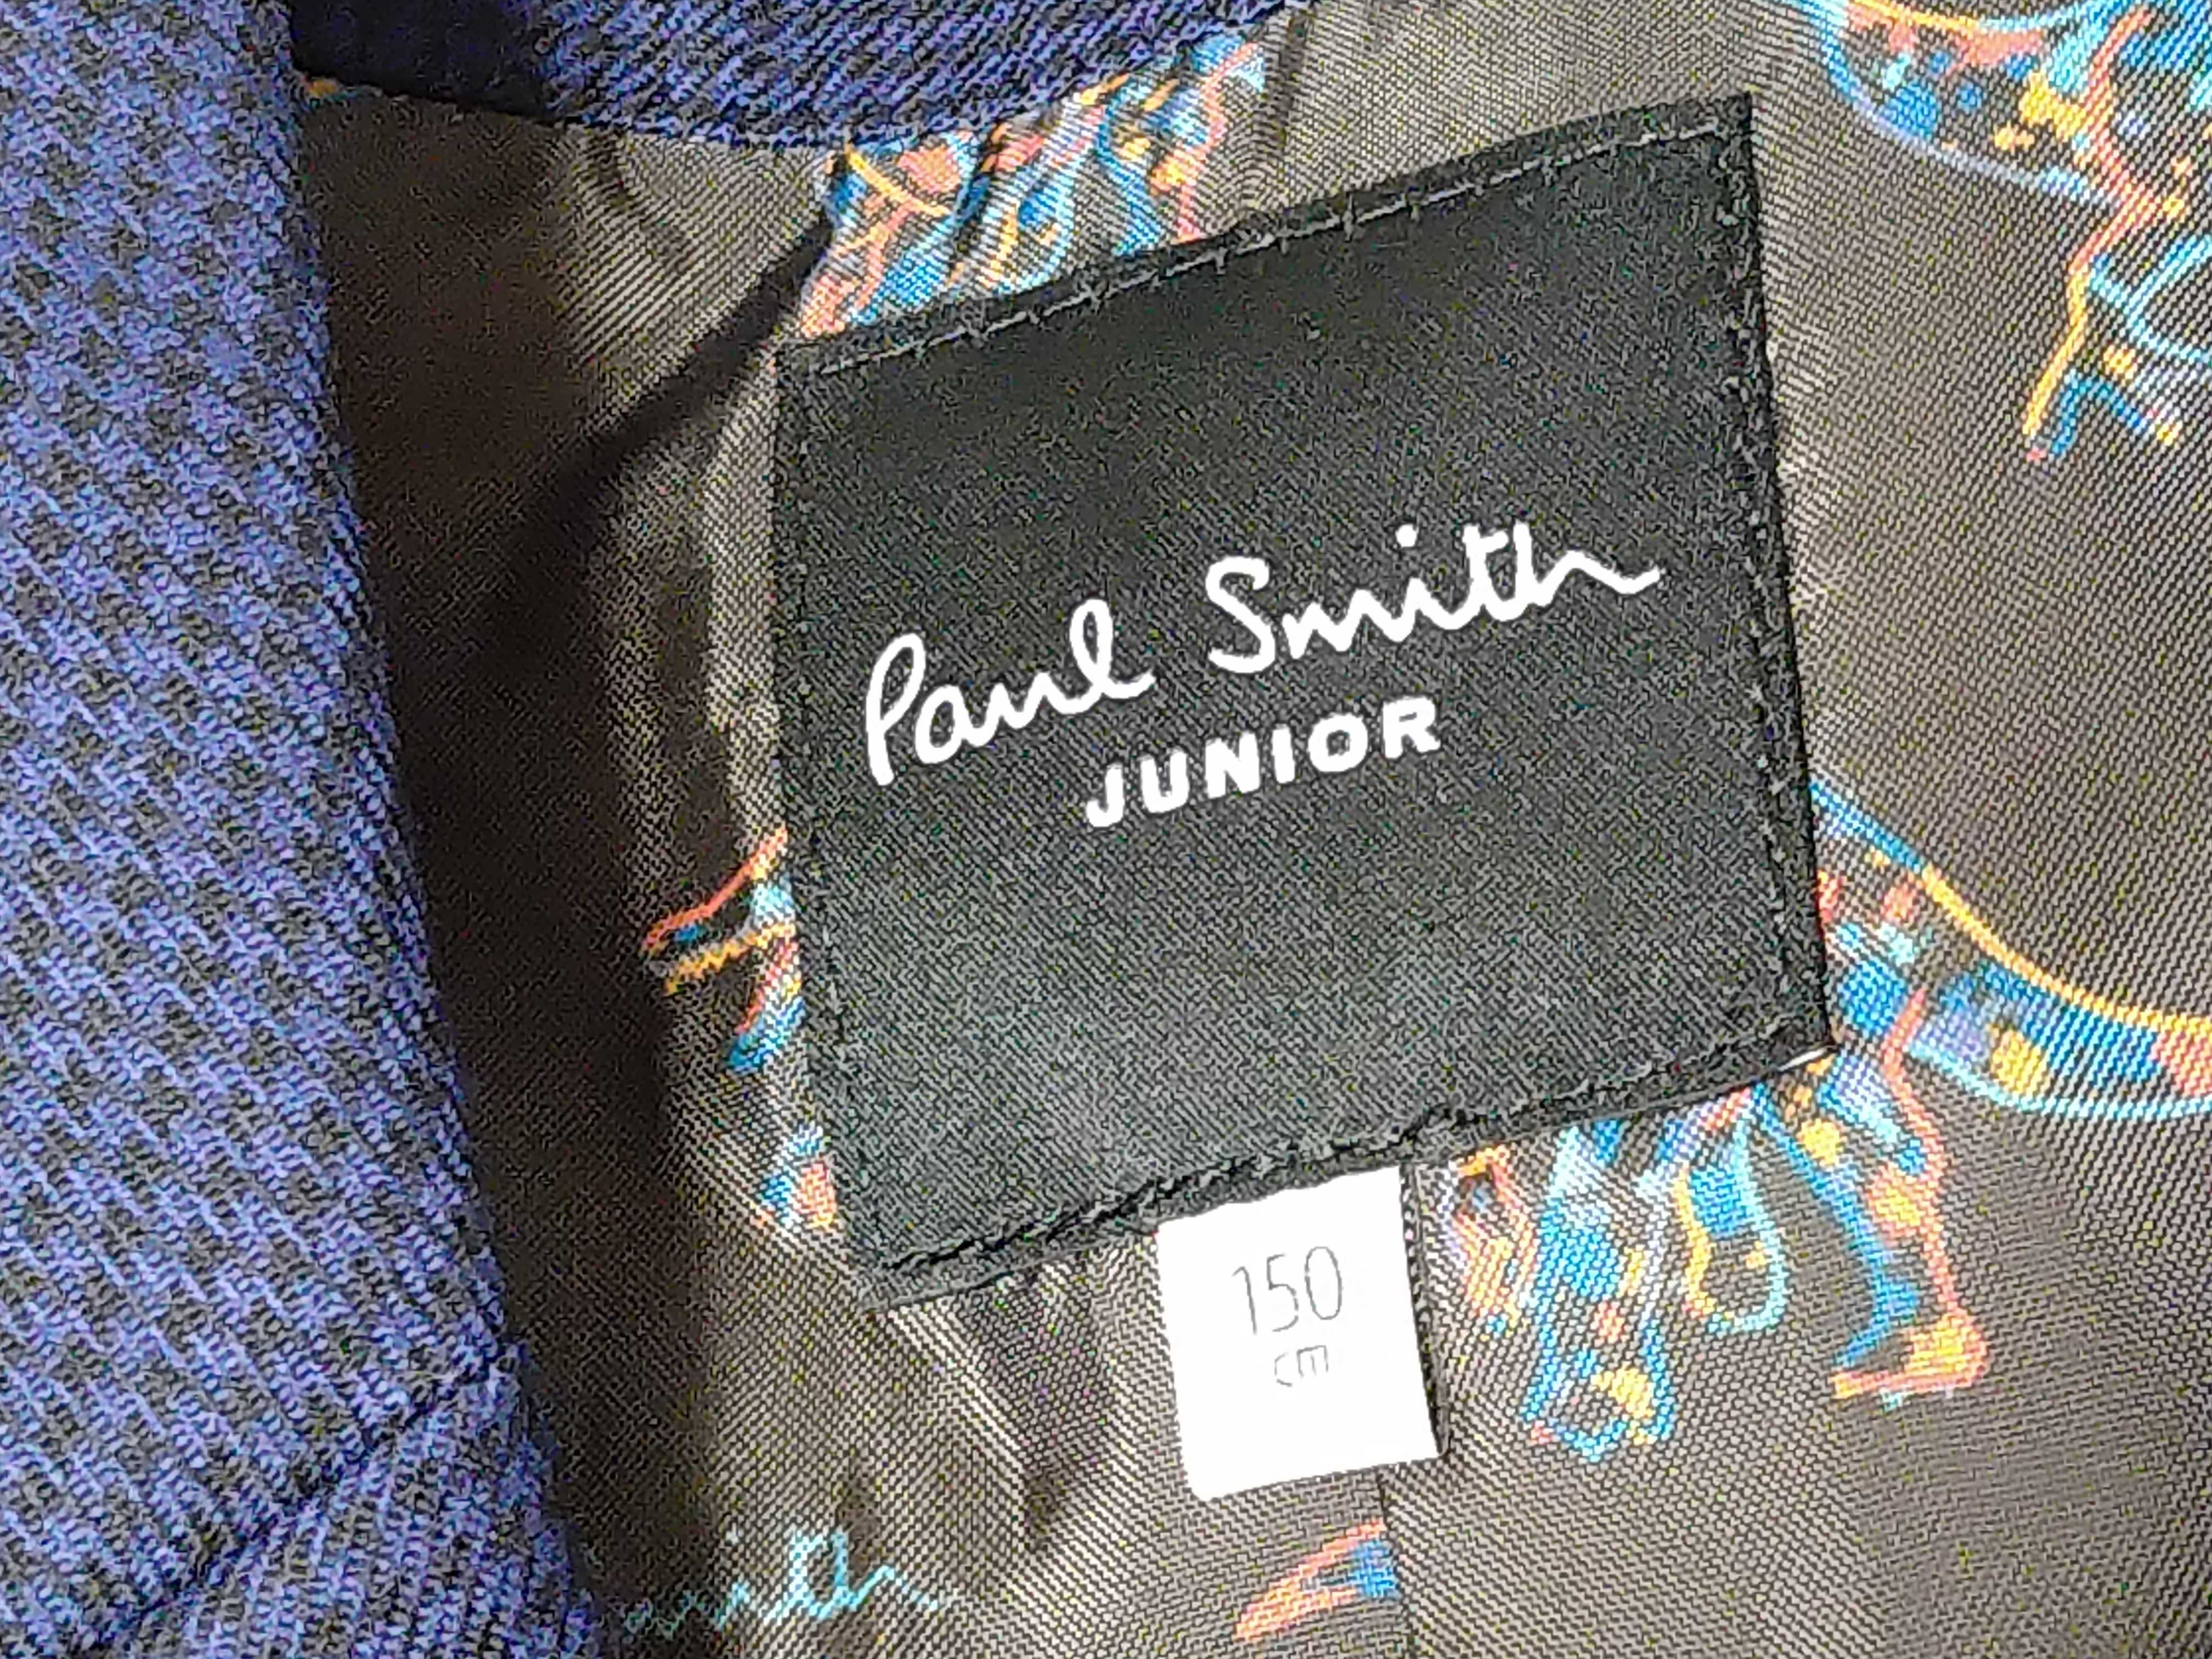 Paul Smith
JUNIOR
150
cm